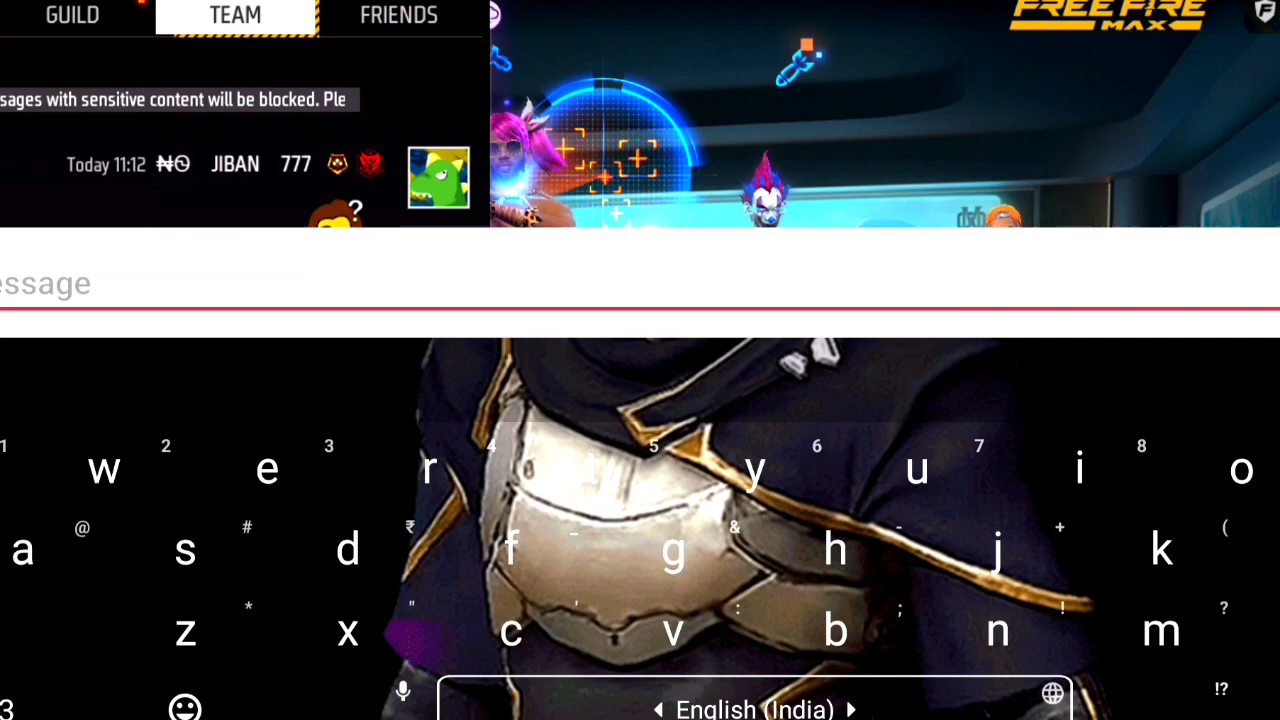 GUILD TEAM FRIENDS
FREE FIRE
MAX
sages with sensitive content will be blocked. Ple
Today 11:12 ₦Ꮎ JIBAN 777
?
essage
1 2 3 4 5 6 7 8
w e r y u i o
@ # ₹ _ & - + (
a s d f g h j k
* " ' : ; ! ?
z x c v b n m
3 English (India) !?